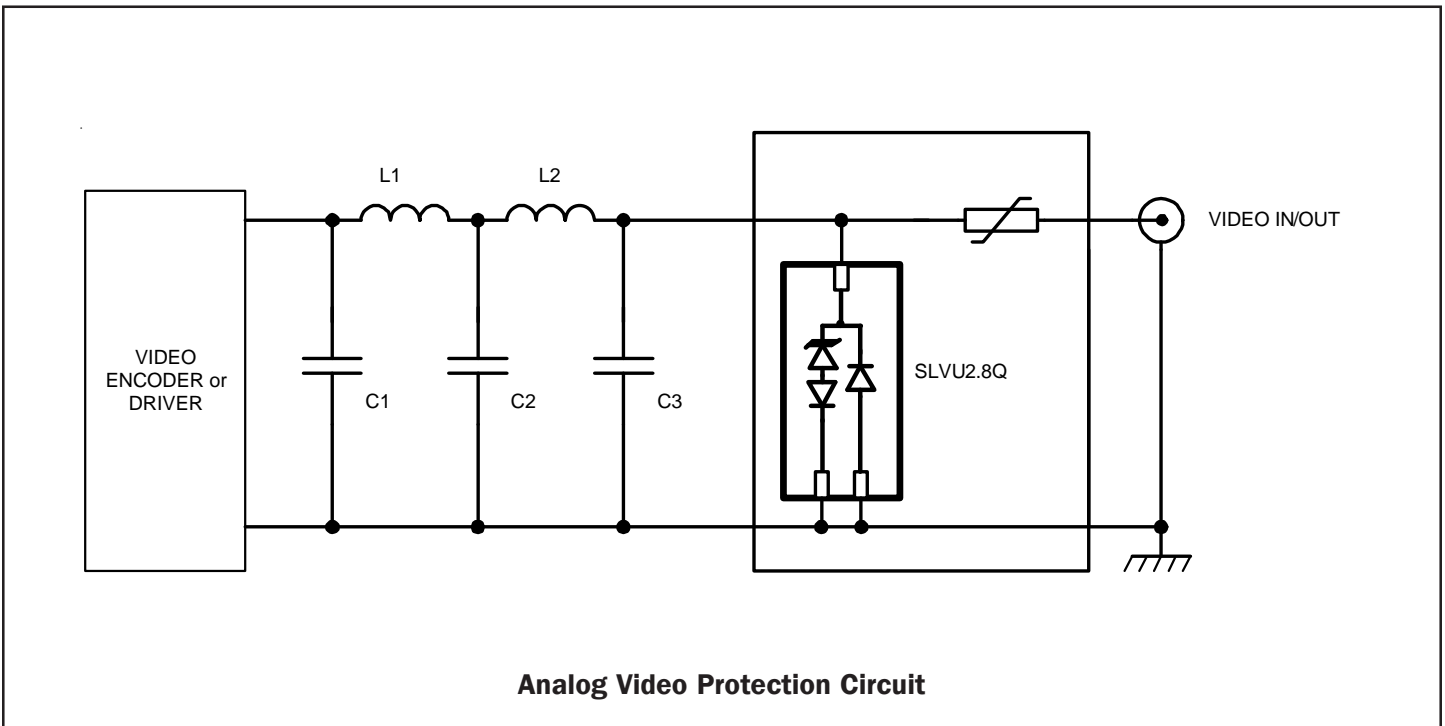 L1
L2
VIDEO IN/OUT
VIDEO
ENCODER or
DRIVER
C1
C2
C3
SLVU2.8Q
Analog Video Protection Circuit